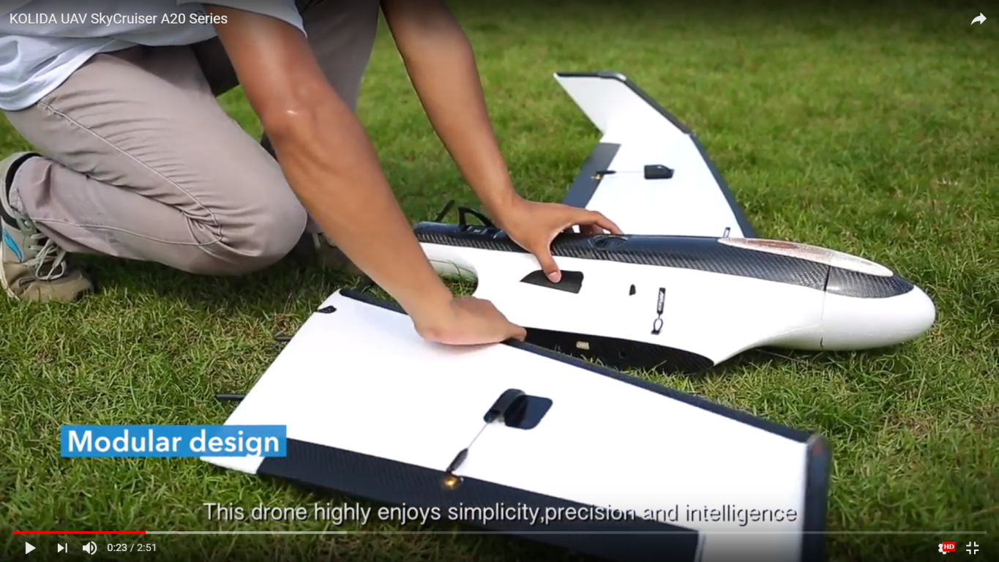 KOLIDA UAV SkyCruiser A20 Series
Modular design
This drone highly enjoys simplicity,precision and intelligence
0:23 / 2:51
HD